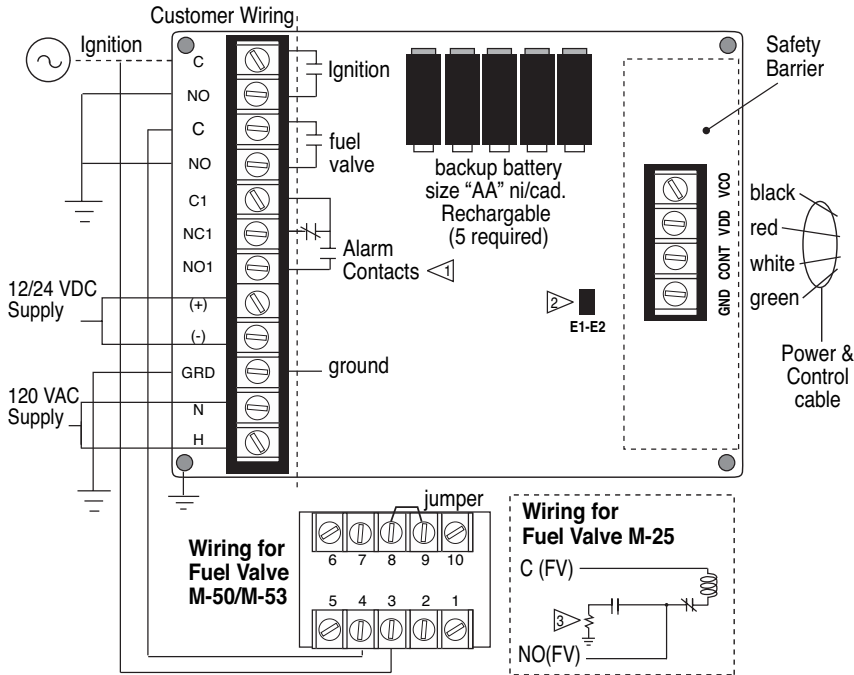 Customer Wiring
Ignition
C
NO
C
NO
C1
NC1
NO1
(+)
(-)
GRD
N
H
12/24 VDC
Supply
120 VAC
Supply
Ignition
fuel
valve
Alarm
Contacts
1
ground
backup battery
size “AA” ni/cad.
Rechargable
(5 required)
2
E1-E2
Safety
Barrier
VCO
VDD
CONT
GND
black
red
white
green
Power &
Control
cable
Wiring for
Fuel Valve
M-50/M-53
jumper
6 7 8 9 10
5 4 3 2 1
Wiring for
Fuel Valve M-25
C (FV)
3
NO(FV)